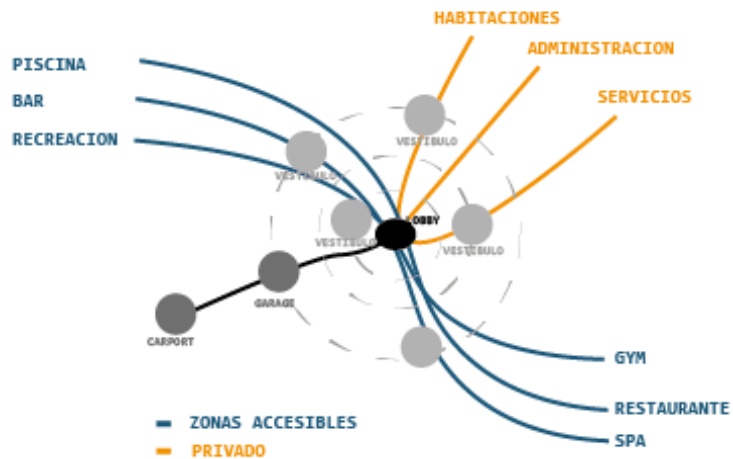 HABITACIONES
ADMINISTRACION
PISCINA
BAR
SERVICIOS
RECREACION
VESTIBULO
VESTIBULO
LOBBY
VESTIBULO
VESTIBULO
GARAGE
CARPORT
GYM
RESTAURANTE
ZONAS ACCESIBLES
SPA
PRIVADO